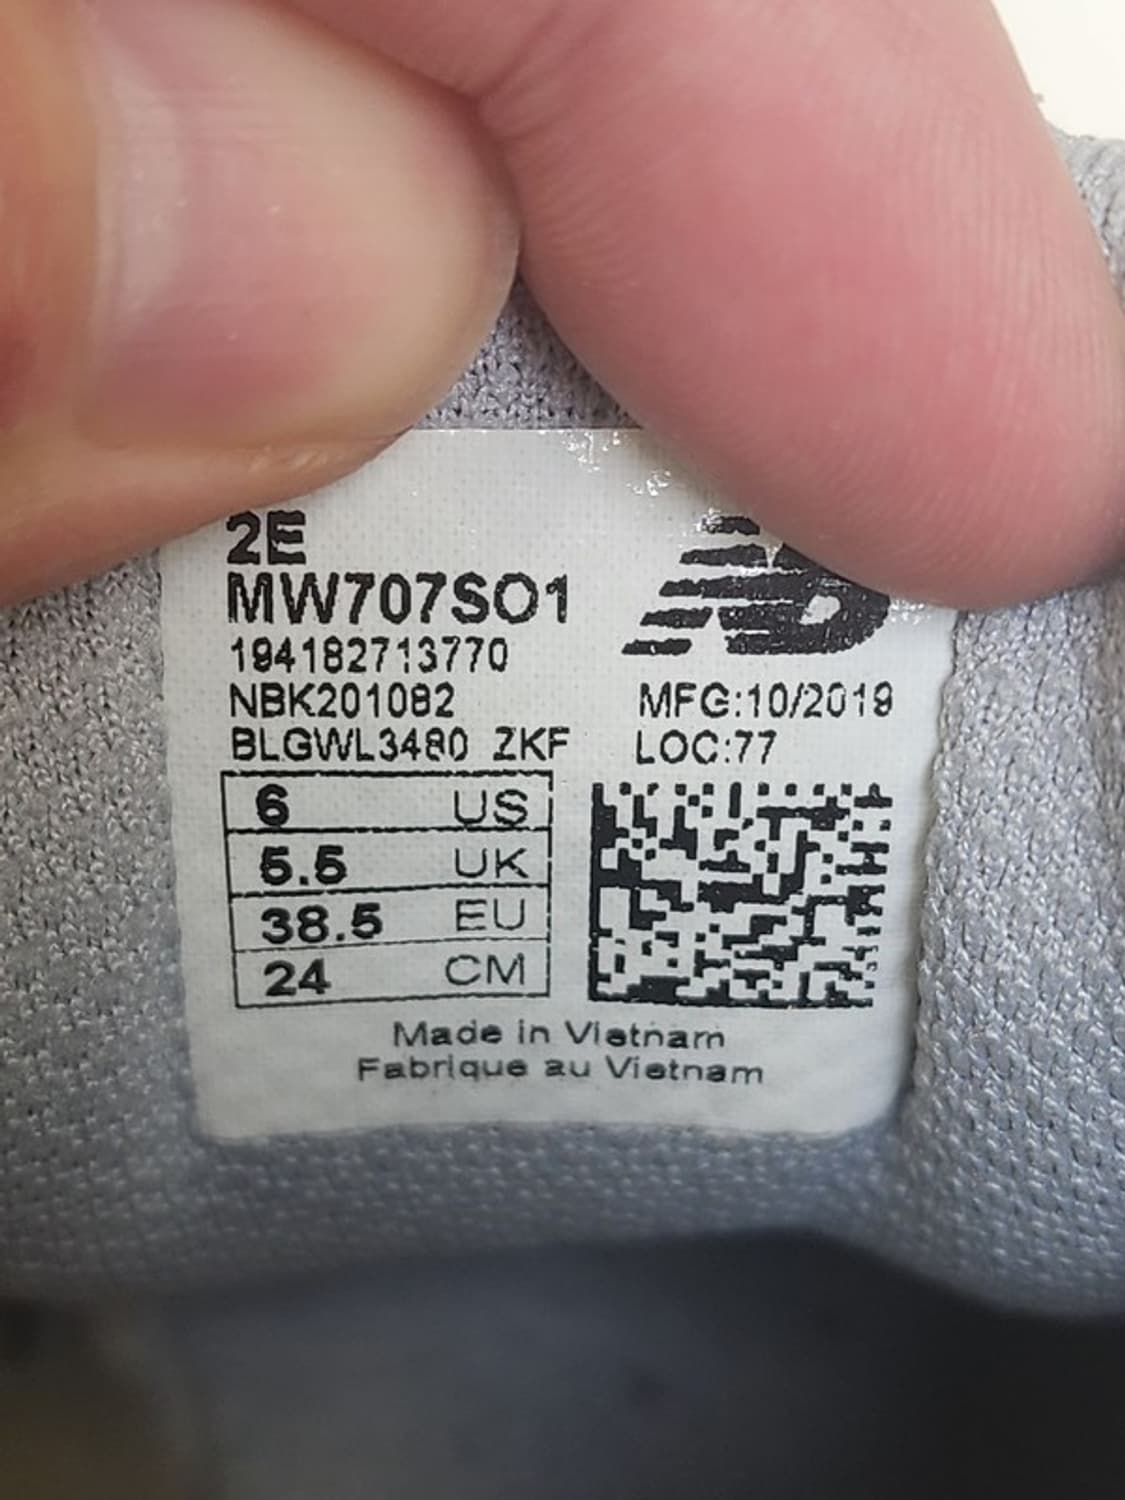 2E
MW707SO1
194182713770
NBK201082
MFG:10/2019
BLGWL3480 ZKF
LOC:77
6 US
5.5 UK
38.5 EU
24 CM
Made in Vietnam
Fabrique au Vietnam